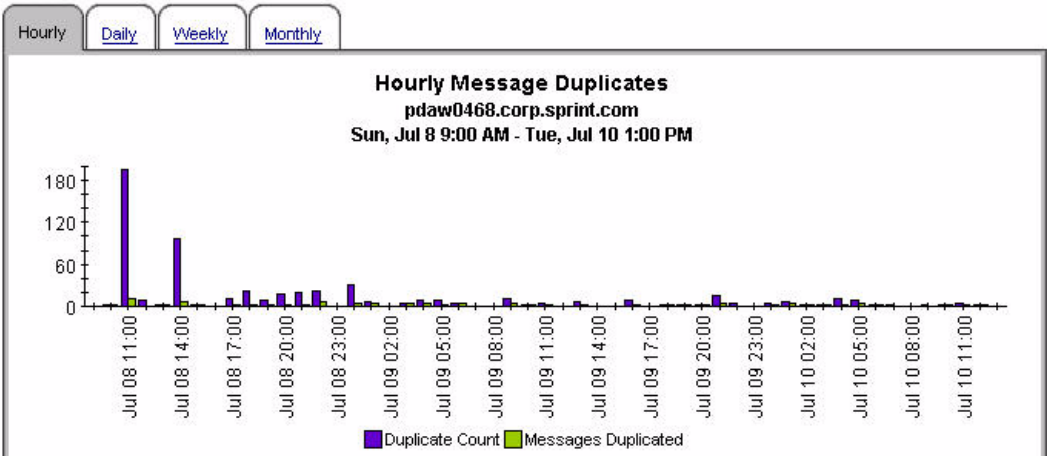 Hourly Daily Weekly Monthly
Hourly Message Duplicates
pdaw0468.corp.sprint.com
Sun, Jul 8 9:00 AM - Tue, Jul 10 1:00 PM
180
120
60
0
Jul 08 11:00
Jul 08 14:00
Jul 08 17:00
Jul 08 20:00
Jul 08 23:00
Jul 09 02:00
Jul 09 05:00
Jul 09 08:00
Jul 09 11:00
Jul 09 14:00
Jul 09 17:00
Jul 09 20:00
Jul 09 23:00
Jul 10 02:00
Jul 10 05:00
Jul 10 08:00
Jul 10 11:00
Duplicate Count Messages Duplicated